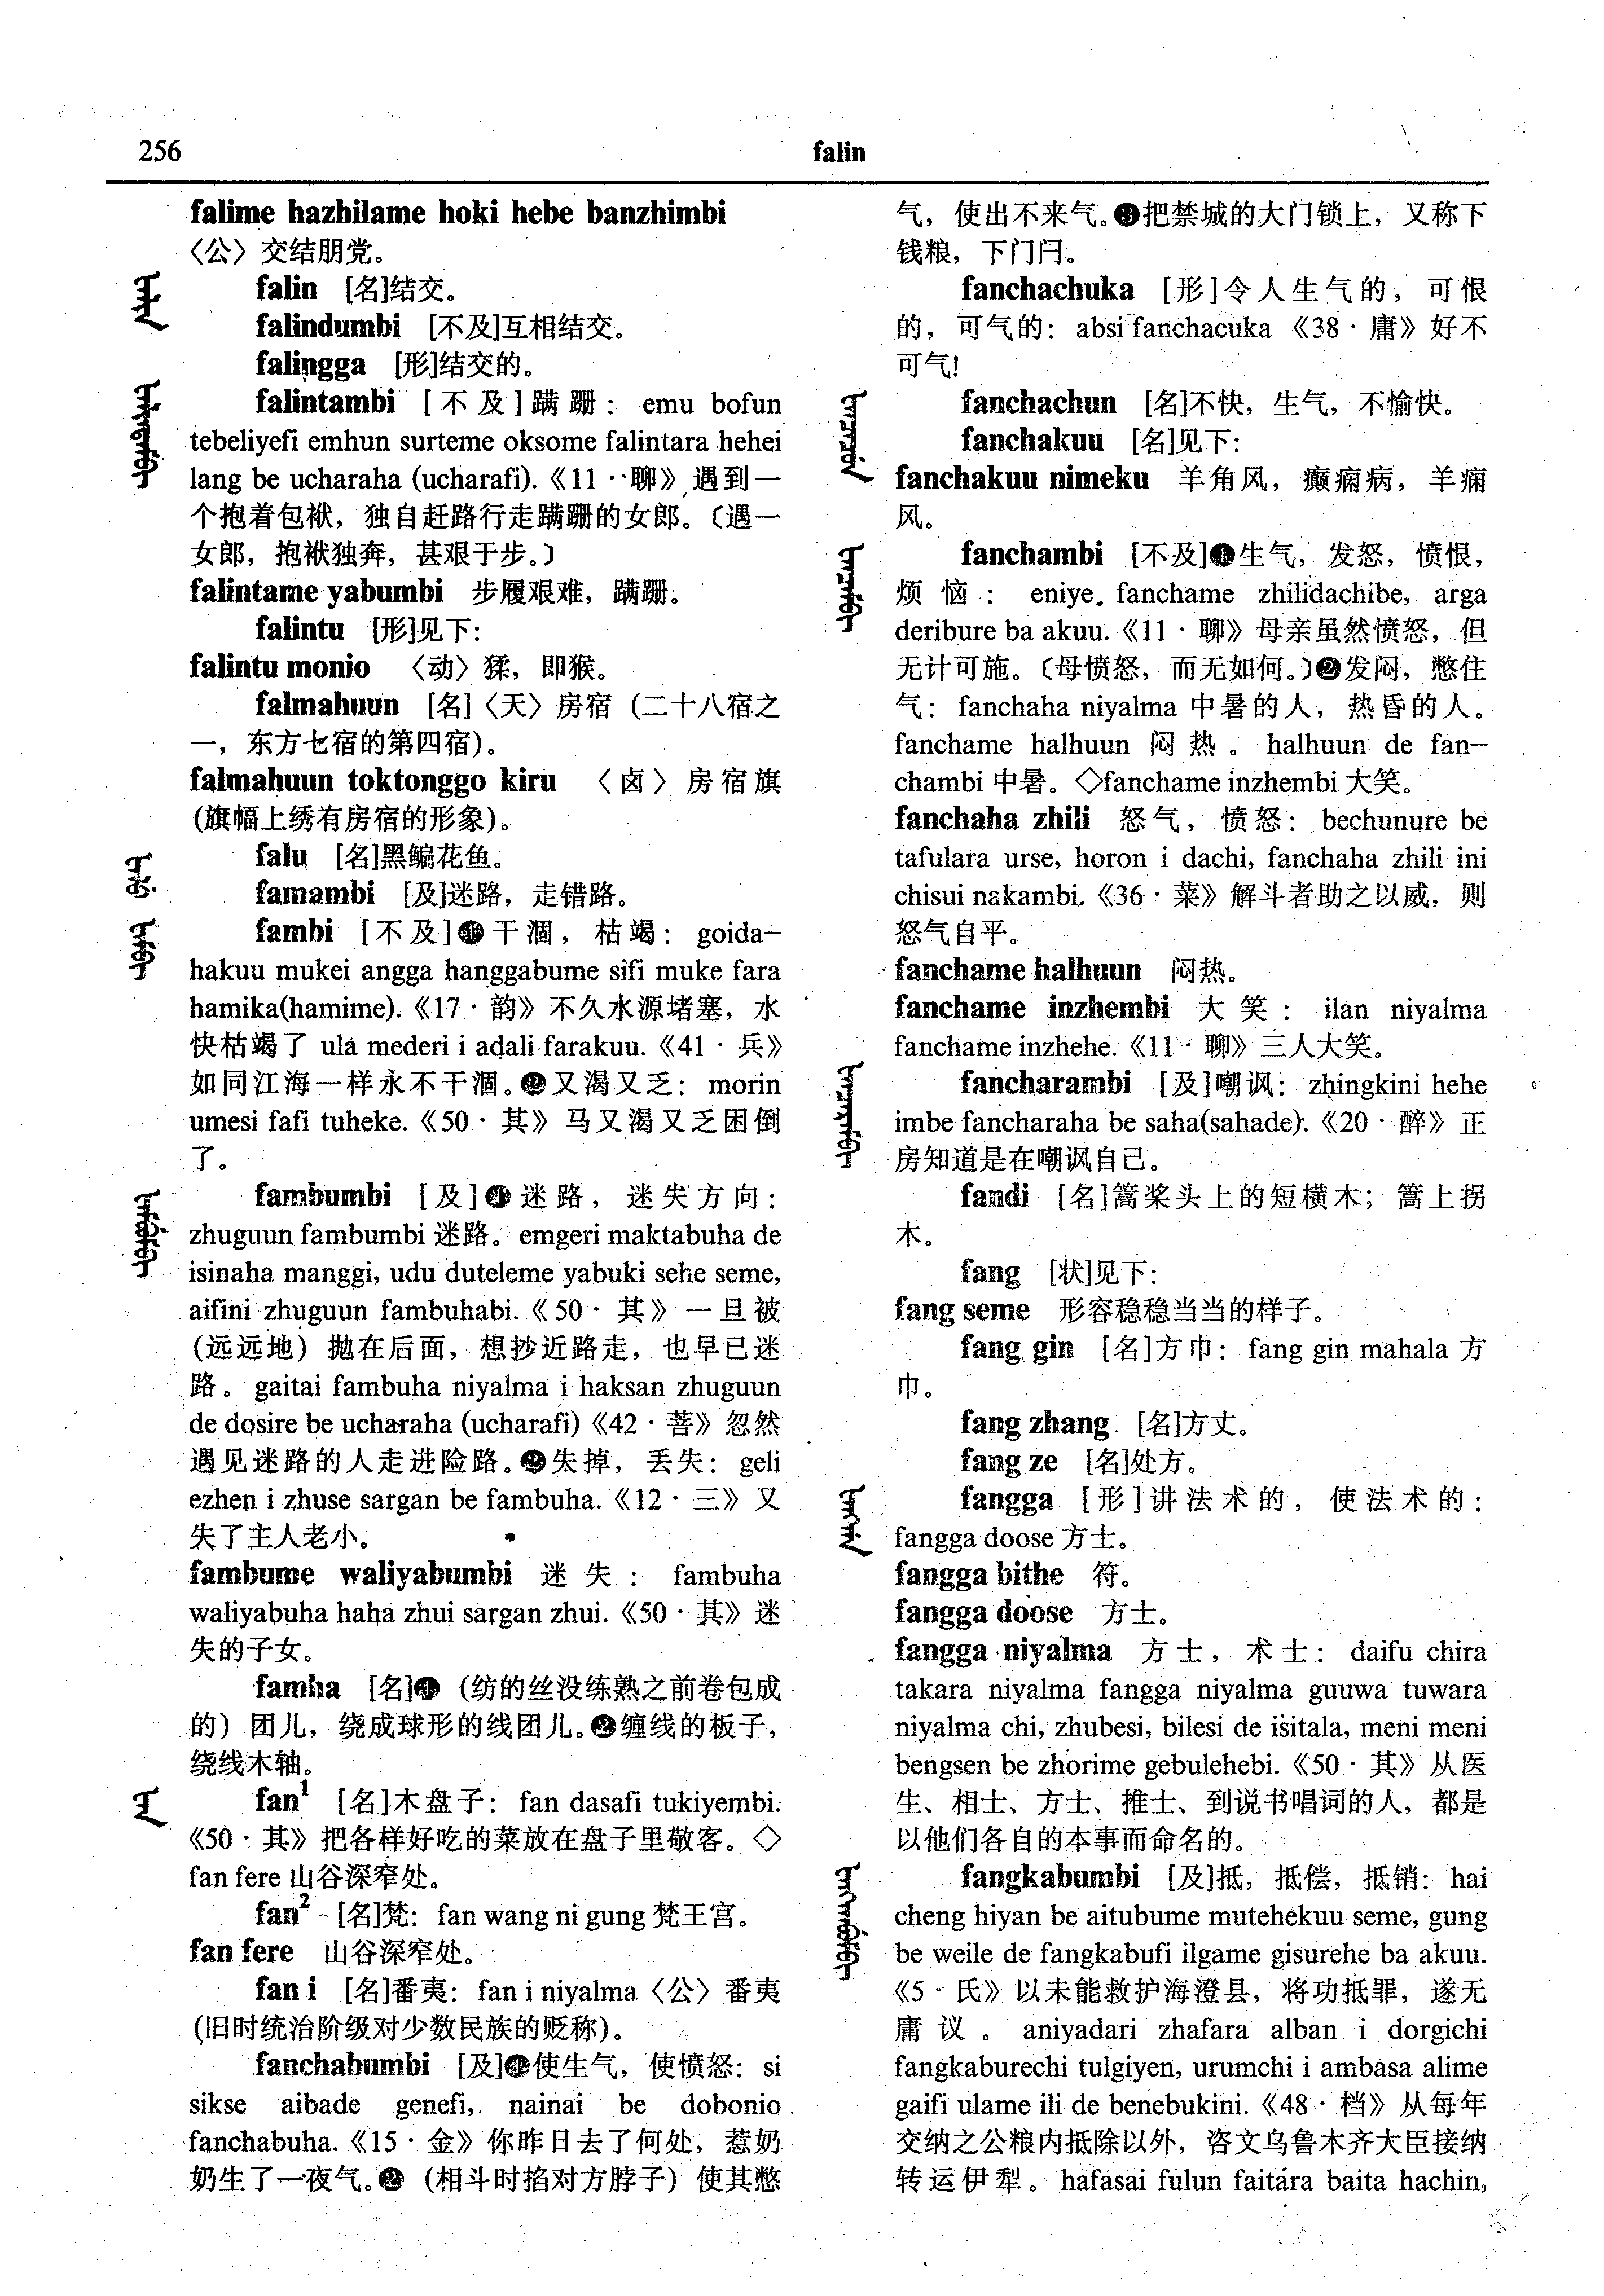 256
falin
falime hazhilame hoki hebe banzhimbi
〈公〉交结朋党。
falin [名]结交。
falindumbi [不及]互相结交。
falingga [形]结交的。
falintambi [不及]蹒跚: emu bofun
tebeliyefi emhun surteme oksome falintara hehei
lang be ucharaha (ucharafi).《11·聊》遇到一
个抱着包袱，独自赶路行走蹒跚的女郎。〔遇一
女郎，抱袱独奔，甚艰于步。〕
falintame yabumbi 步履艰难，蹒跚。
falintu [形]见下:
falintu monio 〈动〉猱，即猴。
falmahuun [名]〈天〉房宿 (二十八宿之
一，东方七宿的第四宿)。
falmahuun toktonggo kiru 〈卤〉房宿旗
(旗幅上绣有房宿的形象)。
falu [名]黑鳊花鱼。
famambi [及]迷路，走错路。
fambi [不及]❶干涸，枯竭: goida-
hakuu mukei angga hanggabume sifi muke fara
hamika(hamime).《17·韵》不久水源堵塞，水
快枯竭了 ula mederi i adali farakuu.《41·兵》
如同江海一样永不干涸。❷又渴又乏: morin
umesi fafi tuheke.《50·其》马又渴又乏困倒
了。
fambumbi [及]❶迷路，迷失方向:
zhuguun fambumbi 迷路。emgeri maktabuha de
isinaha manggi, udu duteleme yabuki sehe seme,
aifini zhuguun fambuhabi.《50·其》一旦被
(远远地) 抛在后面，想抄近路走，也早已迷
路。gaitai fambuha niyalma i haksan zhuguun
de dosire be ucharaha (ucharafi)《42·菩》忽然
遇见迷路的人走进险路。❷失掉，丢失: geli
ezhen i zhuse sargan be fambuha.《12·三》又
失了主人老小。
fambume waliyabumbi 迷失: fambuha
waliyabuha haha zhui sargan zhui.《50·其》迷
失的子女。
famha [名]❶ (纺的丝没练熟之前卷包成
的) 团儿，绕成球形的线团儿。❷缠线的板子，
绕线木轴。
fan¹ [名]木盘子: fan dasafi tukiyembi.
《50·其》把各样好吃的菜放在盘子里敬客。◇
fan fere 山谷深窄处。
fan² [名]梵: fan wang ni gung 梵王宫。
fan fere 山谷深窄处。
fan i [名]番夷: fan i niyalma〈公〉番夷
(旧时统治阶级对少数民族的贬称)。
fanchabumbi [及]❶使生气，使愤怒: si
sikse aibade genefi, nainai be dobonio
fanchabuha.《15·金》你昨日去了何处，惹奶
奶生了一夜气。❷ (相斗时掐对方脖子) 使其憋
气，使出不来气。❸把禁城的大门锁上，又称下
钱粮，下门闩。
fanchachuka [形]令人生气的，可恨
的，可气的: absi fanchacuka《38·庸》好不
可气!
fanchachun [名]不快，生气，不愉快。
fanchakuu [名]见下:
fanchakuu nimeku 羊角风，癫痫病，羊痫
风。
fanchambi [不及]❶生气，发怒，愤恨，
烦恼: eniye. fanchame zhilidachibe, arga
deribure ba akuu.《11·聊》母亲虽然愤怒，但
无计可施。〔母愤怒，而无如何。〕❷发闷，憋住
气: fanchaha niyalma 中暑的人，热昏的人。
fanchame halhuun 闷热。halhuun de fan-
chambi 中暑。◇fanchame inzhembi 大笑。
fanchaha zhili 怒气，愤怒: bechunure be
tafulara urse, horon i dachi, fanchaha zhili ini
chisui nakambi.《36·菜》解斗者助之以威，则
怒气自平。
fanchame halhuun 闷热。
fanchame inzhembi 大笑: ilan niyalma
fanchame inzhehe.《11·聊》三人大笑。
fancharambi [及]嘲讽: zhingkini hehe
imbe fancharaha be saha(sahade).《20·醉》正
房知道是在嘲讽自己。
fandi [名]篙桨头上的短横木；篙上拐
木。
fang [状]见下:
fang seme 形容稳稳当当的样子。
fang gin [名]方巾: fang gin mahala 方
巾。
fang zhang [名]方丈。
fang ze [名]处方。
fangga [形]讲法术的，使法术的:
fangga doose 方士。
fangga bithe 符。
fangga doose 方士。
fangga niyalma 方士，术士: daifu chira
takara niyalma fangga niyalma guuwa tuwara
niyalma chi, zhubesi, bilesi de isitala, meni meni
bengsen be zhorime gebulehebi.《50·其》从医
生、相士、方士、推士、到说书唱词的人，都是
以他们各自的本事而命名的。
fangkabumbi [及]抵，抵偿，抵销: hai
cheng hiyan be aitubume mutehekuu seme, gung
be weile de fangkabufi ilgame gisurehe ba akuu.
《5·氏》以未能救护海澄县，将功抵罪，遂无
庸议。aniyadari zhafara alban i dorgichi
fangkaburechi tulgiyen, urumchi i ambasa alime
gaifi ulame ili de benebukini.《48·档》从每年
交纳之公粮内抵除以外，咨文乌鲁木齐大臣接纳
转运伊犁。hafasai fulun faitara baita hachin,